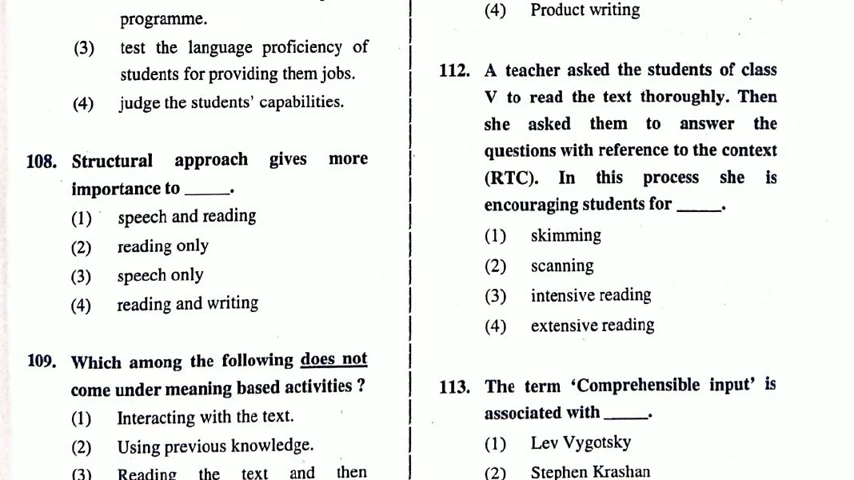 programme.
(3) test the language proficiency of
students for providing them jobs.
(4) judge the students' capabilities.
108. Structural approach gives more
importance to _____.
(1) speech and reading
(2) reading only
(3) speech only
(4) reading and writing
109. Which among the following does not
come under meaning based activities ?
(1) Interacting with the text.
(2) Using previous knowledge.
(3) Reading the text and then
(4) Product writing
112. A teacher asked the students of class
V to read the text thoroughly. Then
she asked them to answer the
questions with reference to the context
(RTC). In this process she is
encouraging students for _____.
(1) skimming
(2) scanning
(3) intensive reading
(4) extensive reading
113. The term 'Comprehensible input' is
associated with _____.
(1) Lev Vygotsky
(2) Stephen Krashan